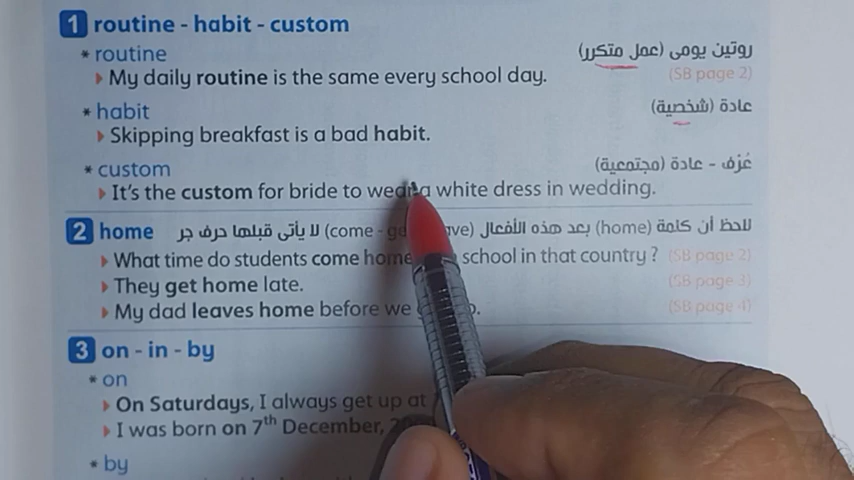 1 routine - habit - custom
* routine روتين يومى (عمل متكرر)
My daily routine is the same every school day. (SB page 2)
* habit عادة (شخصية)
Skipping breakfast is a bad habit.
* custom عُرف - عادة (مجتمعية)
It's the custom for bride to wear a white dress in wedding.
2 home لاحظ أن كلمة (home) بعد هذه الأفعال (come - لا يأتى قبلها حرف جر
What time do students come home school in that country ? (SB page 2)
They get home late. (SB page 3)
My dad leaves home before we (SB page 4)
3 on - in - by
* on
On Saturdays, I always get up at
I was born on 7th December,
* by